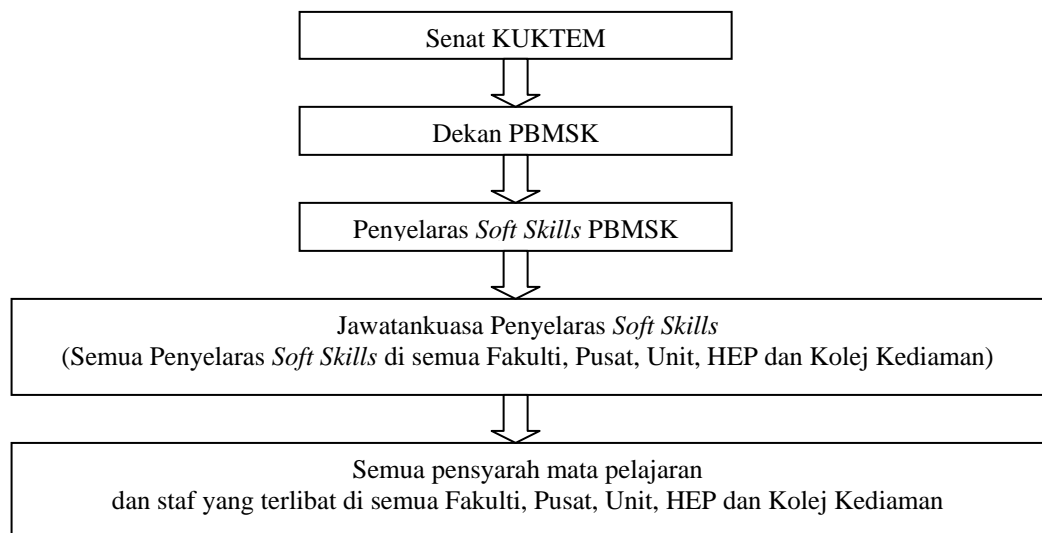 Senat KUKTEM
Dekan PBMSK
Penyelaras Soft Skills PBMSK
Jawatankuasa Penyelaras Soft Skills
(Semua Penyelaras Soft Skills di semua Fakulti, Pusat, Unit, HEP dan Kolej Kediaman)
Semua pensyarah mata pelajaran
dan staf yang terlibat di semua Fakulti, Pusat, Unit, HEP dan Kolej Kediaman